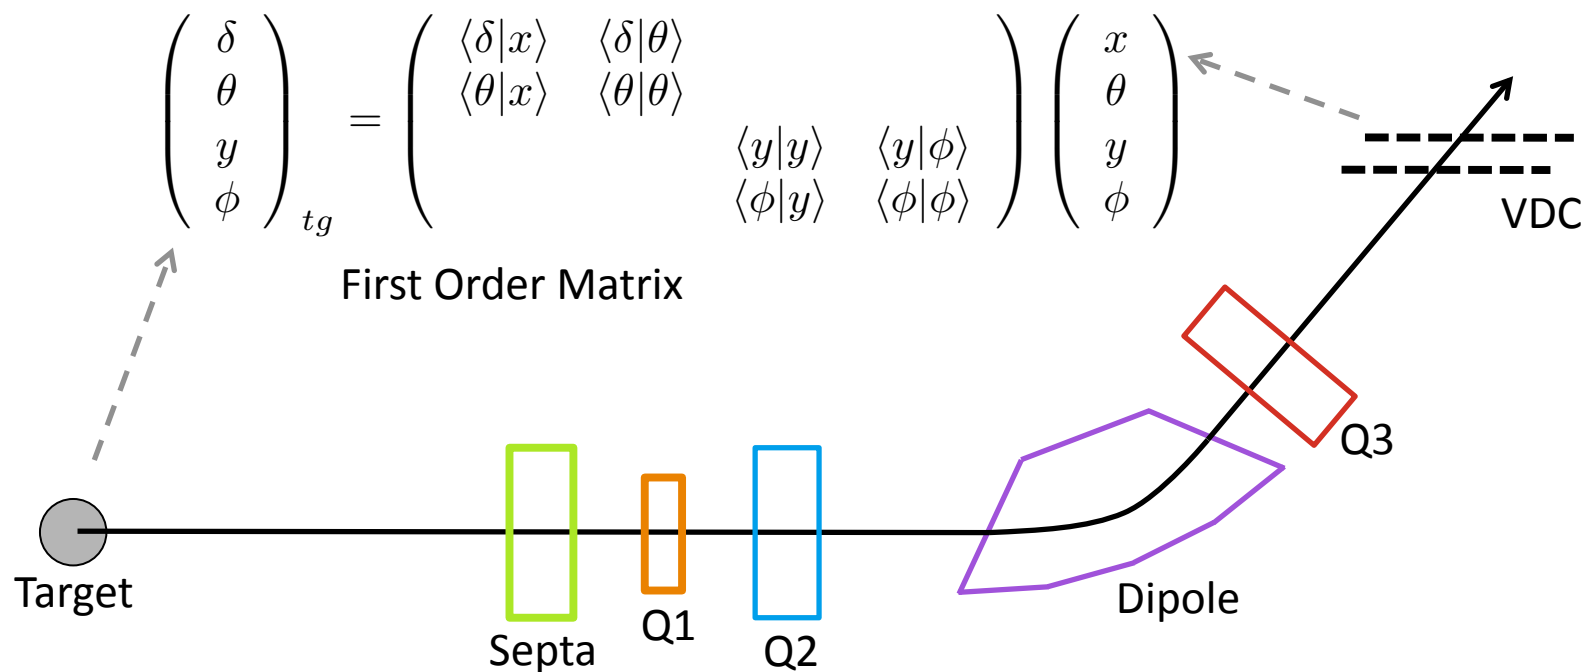 δ ⟨δ|x⟩ ⟨δ|θ⟩ x
θ ⟨θ|x⟩ ⟨θ|θ⟩ θ
=
y ⟨y|y⟩ ⟨y|ϕ⟩ y
ϕ ⟨ϕ|y⟩ ⟨ϕ|ϕ⟩ ϕ
tg
VDC
First Order Matrix
Q3
Target
Dipole
Septa
Q1
Q2